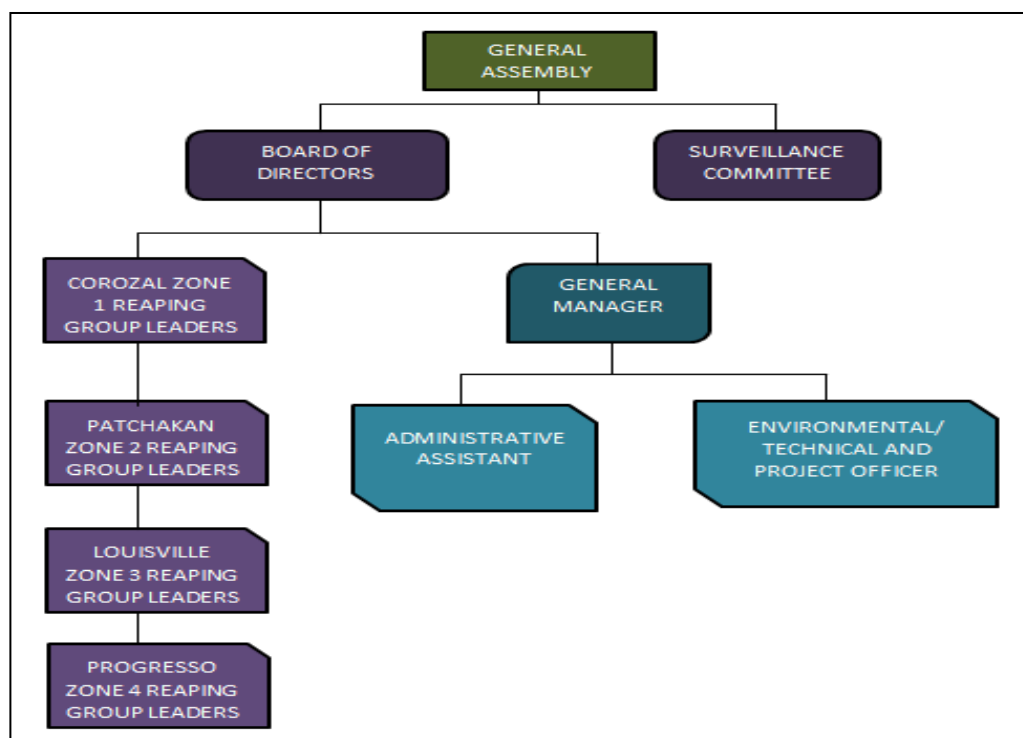 GENERAL
ASSEMBLY
BOARD OF
DIRECTORS
SURVEILLANCE
COMMITTEE
COROZAL ZONE
1 REAPING
GROUP LEADERS
GENERAL
MANAGER
PATCHAKAN
ZONE 2 REAPING
GROUP LEADERS
ADMINISTRATIVE
ASSISTANT
ENVIRONMENTAL/
TECHNICAL AND
PROJECT OFFICER
LOUISVILLE
ZONE 3 REAPING
GROUP LEADERS
PROGRESSO
ZONE 4 REAPING
GROUP LEADERS